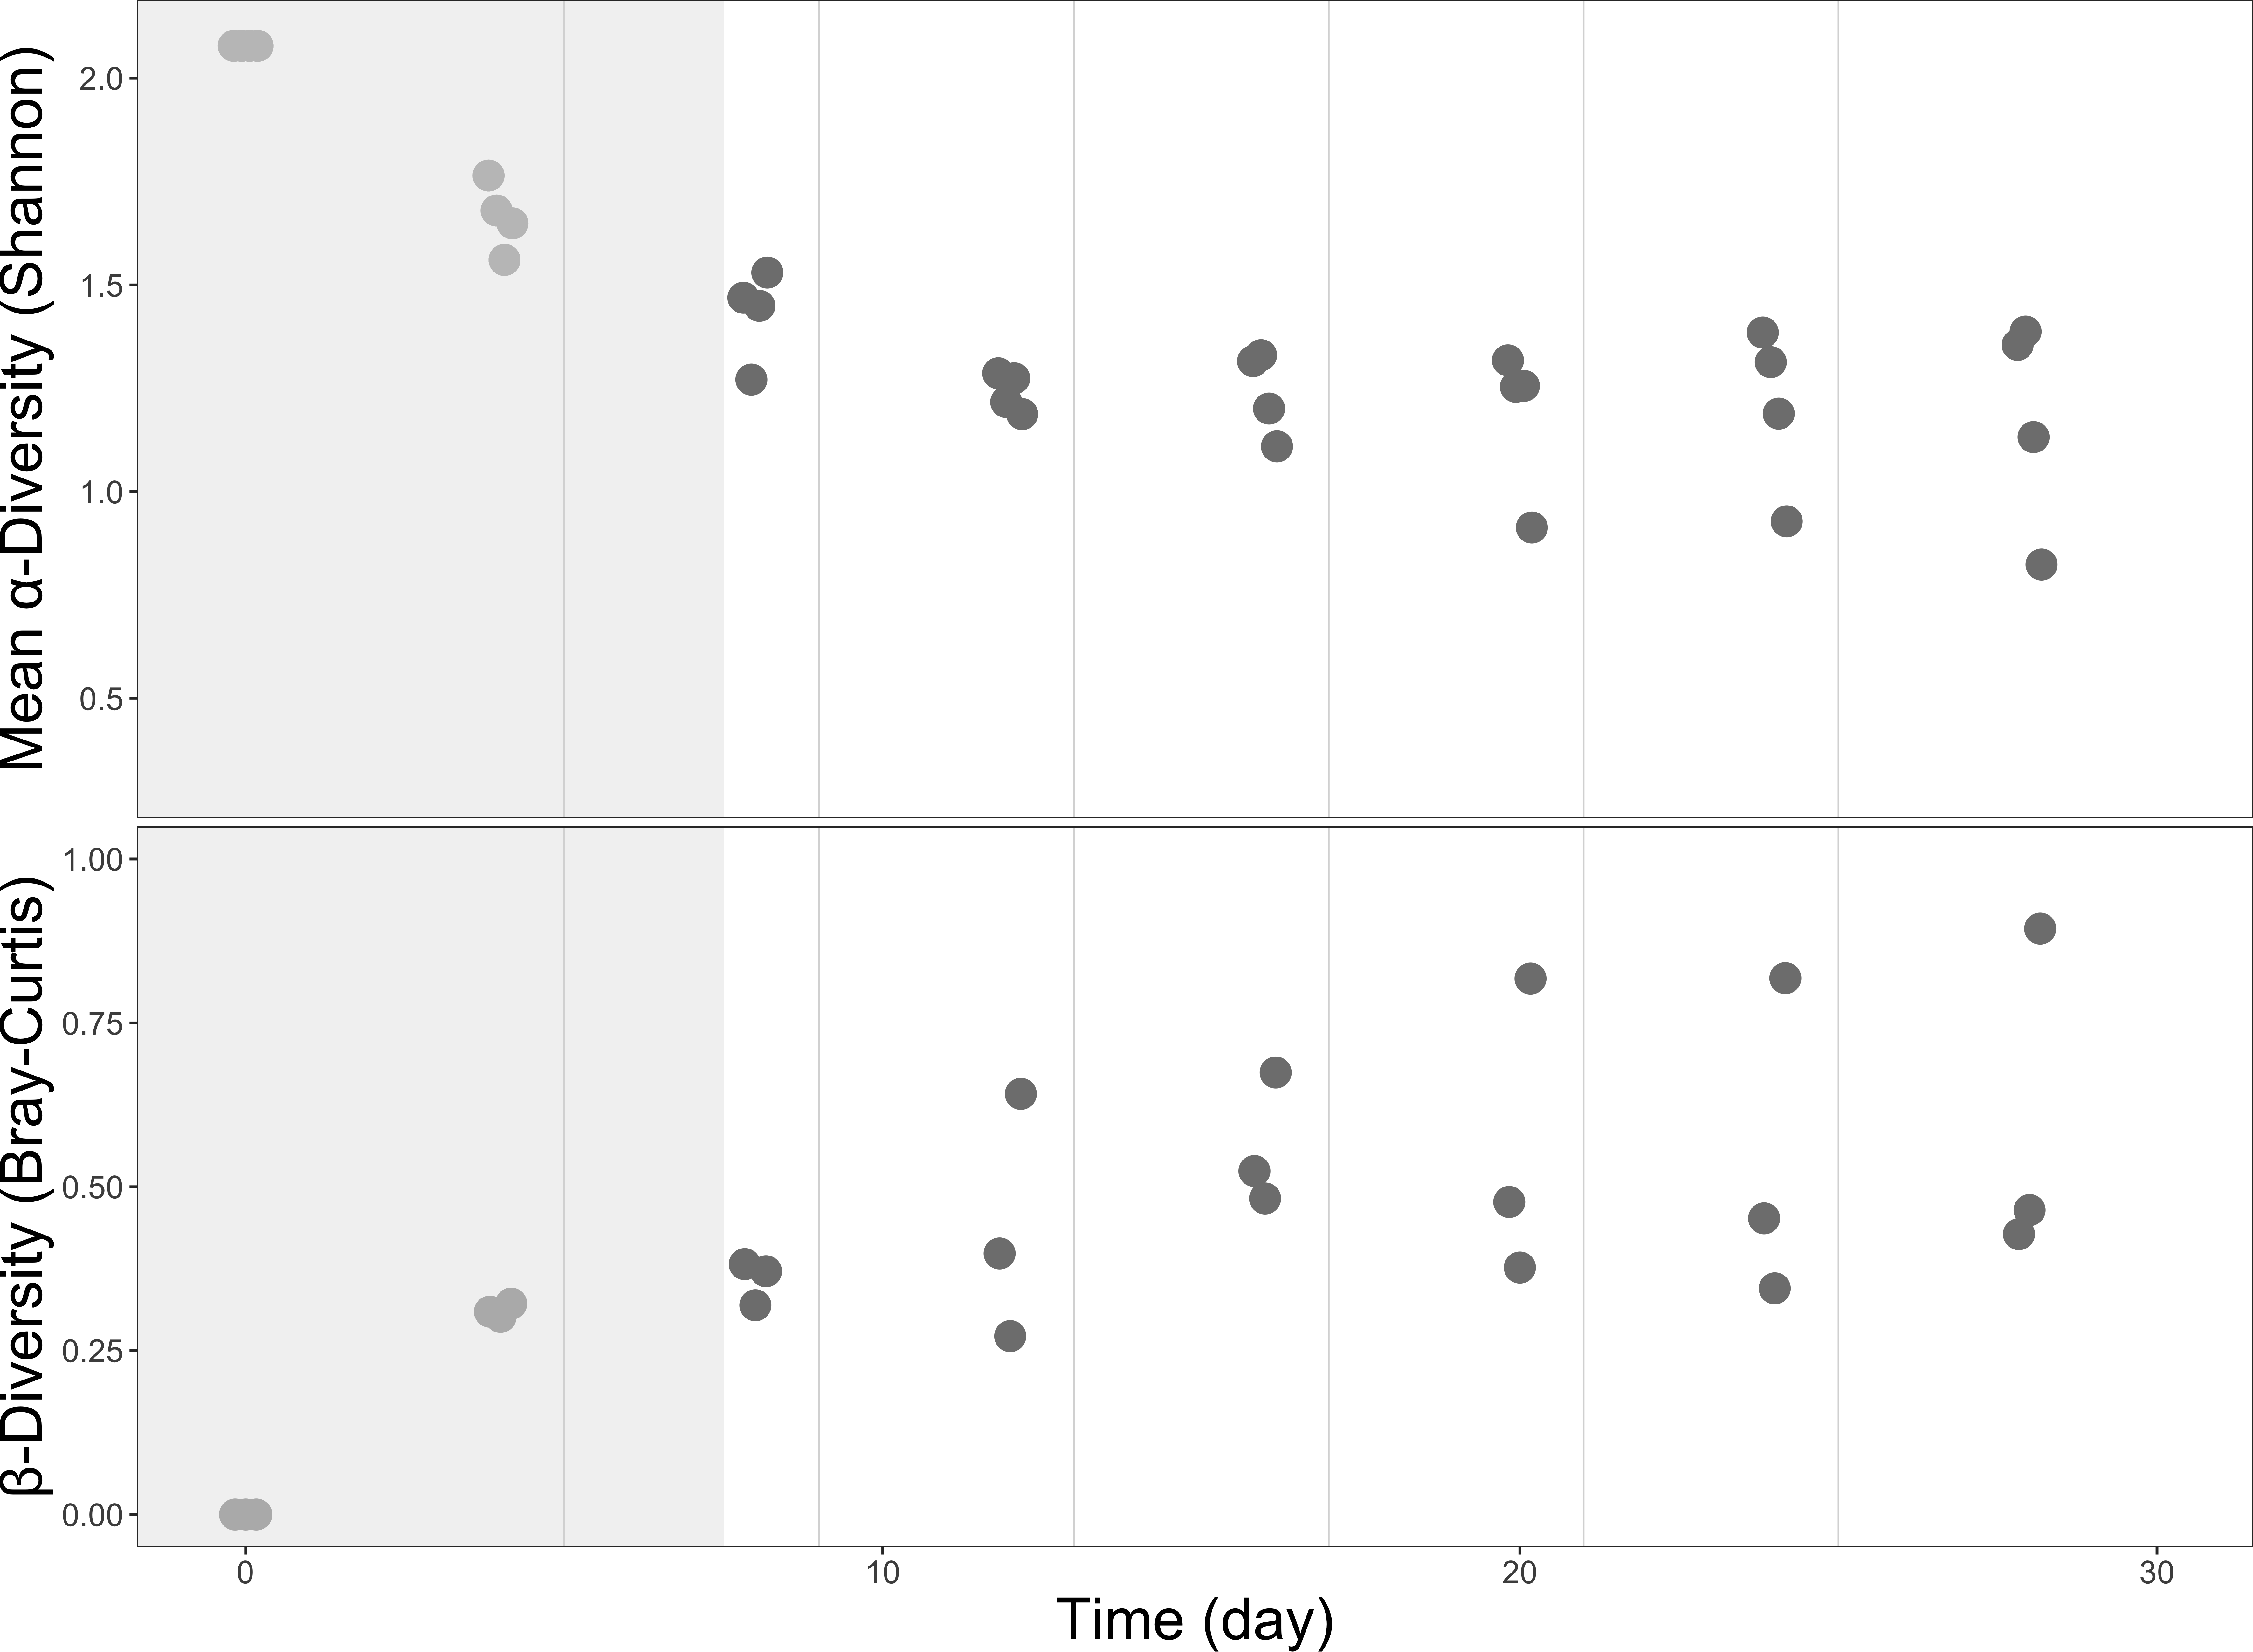 Mean α-Diversity (Shannon)
2.0
1.5
1.0
0.5
β-Diversity (Bray-Curtis)
1.00
0.75
0.50
0.25
0.00
0 10 20 30
Time (day)